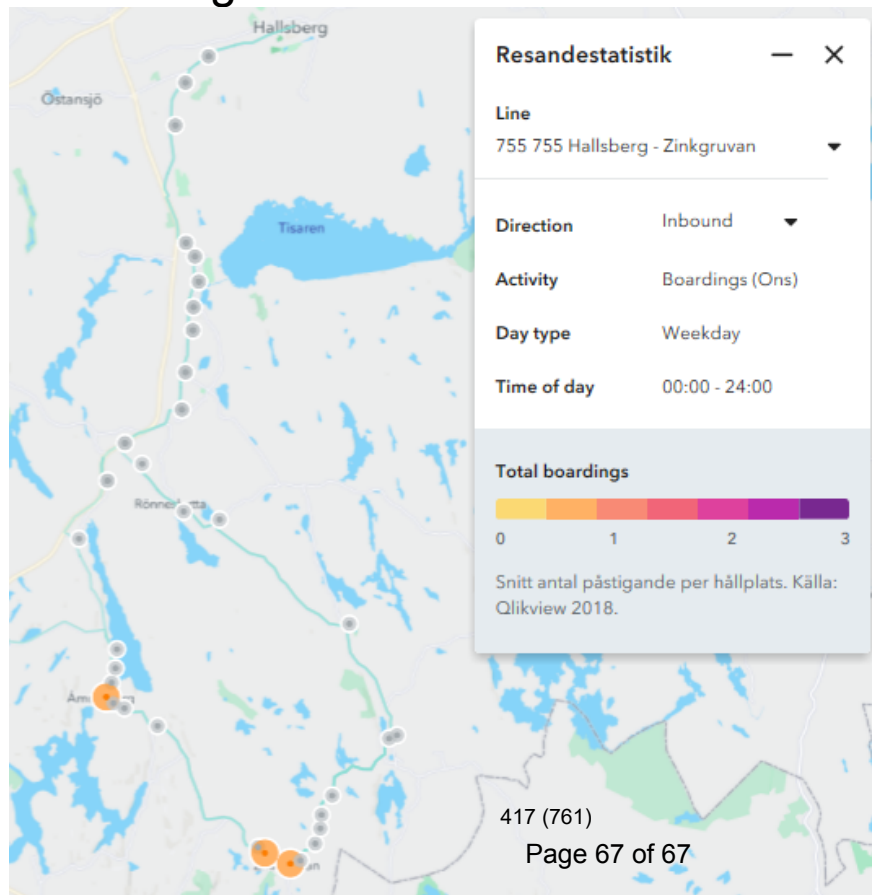 Hallsberg
Östansjö
Tisaren
Resandestatistik
Line
755 755 Hallsberg - Zinkgruvan
Direction Inbound
Activity Boardings (Ons)
Day type Weekday
Time of day 00:00 - 24:00
Total boardings
0 1 2 3
Snitt antal påstigande per hållplats. Källa:
Qlikview 2018.
417 (761)
Page 67 of 67